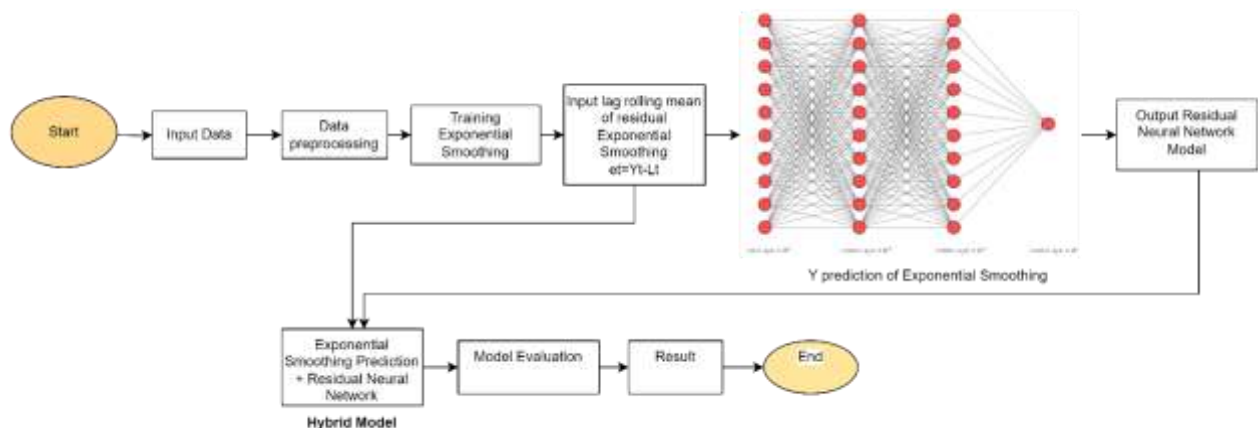 Start
Input Data
Data
preprocessing
Training
Exponential
Smoothing
Input lag rolling mean
of residual
Exponential
Smoothing
et=Yt-Lt
Output Residual
Neural Network
Model
Y prediction of Exponential Smoothing
Exponential
Smoothing Prediction
+ Residual Neural
Network
Hybrid Model
Model Evaluation
Result
End